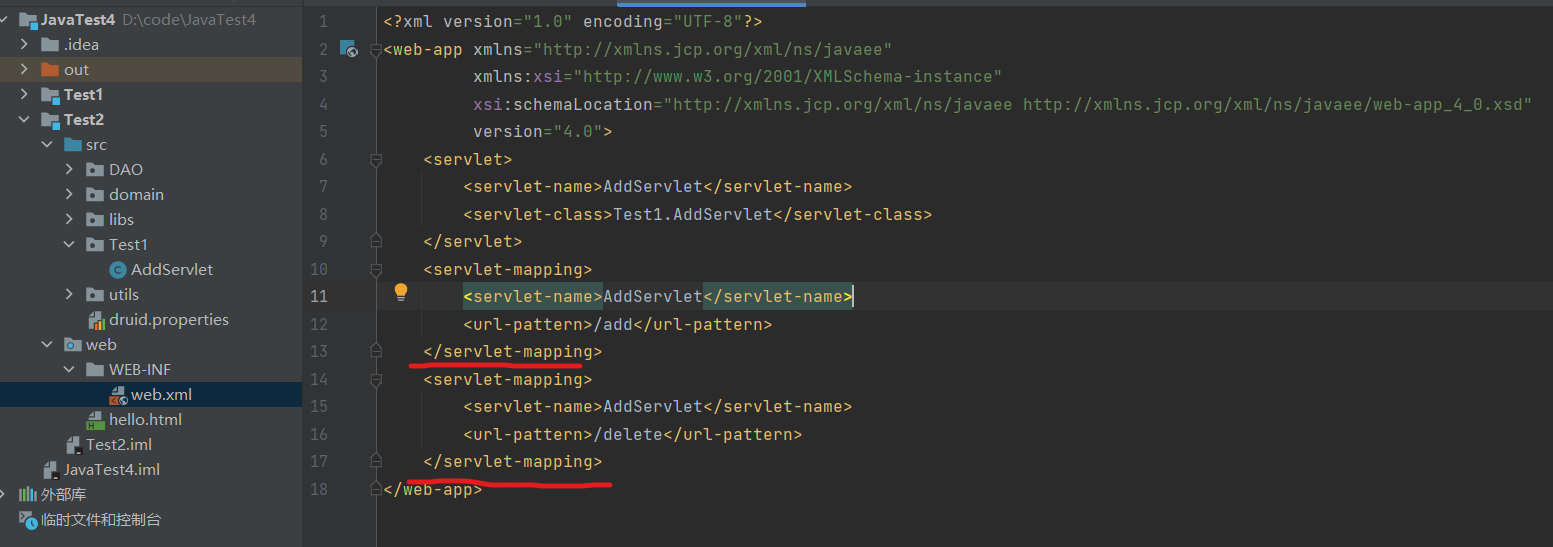 JavaTest4 D:\code\JavaTest4
.idea
out
Test1
Test2
src
DAO
domain
libs
Test1
AddServlet
utils
druid.properties
web
WEB-INF
web.xml
hello.html
Test2.iml
JavaTest4.iml
外部库
临时文件和控制台
1 <?xml version="1.0" encoding="UTF-8"?>
2 <web-app xmlns="http://xmlns.jcp.org/xml/ns/javaee"
3 xmlns:xsi="http://www.w3.org/2001/XMLSchema-instance"
4 xsi:schemaLocation="http://xmlns.jcp.org/xml/ns/javaee http://xmlns.jcp.org/xml/ns/javaee/web-app_4_0.xsd"
5 version="4.0">
6 <servlet>
7 <servlet-name>AddServlet</servlet-name>
8 <servlet-class>Test1.AddServlet</servlet-class>
9 </servlet>
10 <servlet-mapping>
11 <servlet-name>AddServlet</servlet-name>
12 <url-pattern>/add</url-pattern>
13 </servlet-mapping>
14 <servlet-mapping>
15 <servlet-name>AddServlet</servlet-name>
16 <url-pattern>/delete</url-pattern>
17 </servlet-mapping>
18 </web-app>